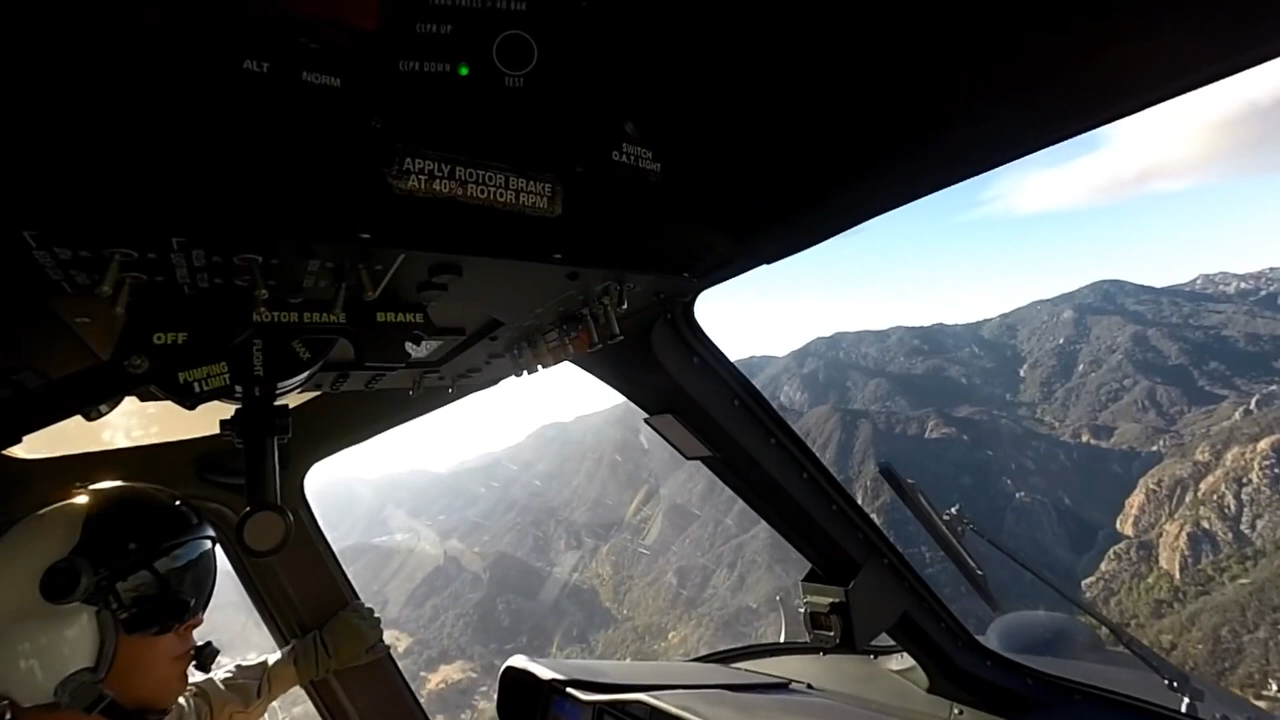 CLPR UP
ALT
NORM
CLPR DOWN
TEST
SWITCH
O.A.T. LIGHT
APPLY ROTOR BRAKE
AT 40% ROTOR RPM
ROTOR BRAKE
BRAKE
OFF
FLIGHT
MAX
PUMPING
LIMIT